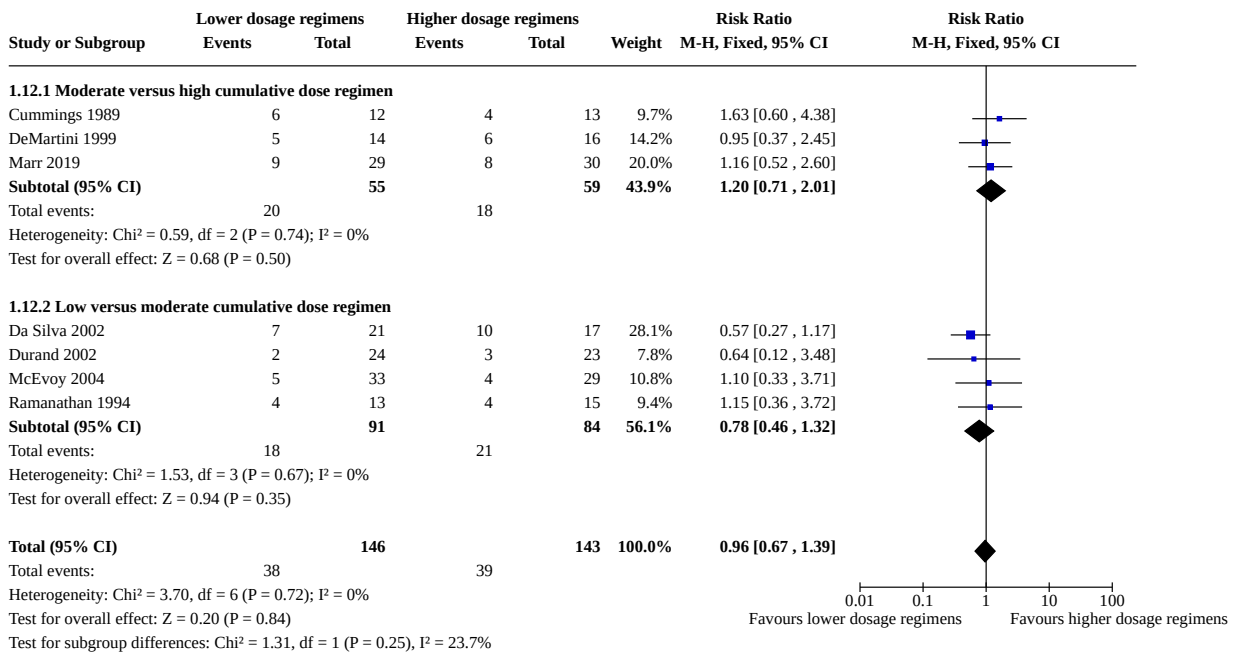 Lower dosage regimens Higher dosage regimens Risk Ratio Risk Ratio
Study or Subgroup Events Total Events Total Weight M-H, Fixed, 95% CI M-H, Fixed, 95% CI
1.12.1 Moderate versus high cumulative dose regimen
Cummings 1989 6 12 4 13 9.7% 1.63 [0.60 , 4.38]
DeMartini 1999 5 14 6 16 14.2% 0.95 [0.37 , 2.45]
Marr 2019 9 29 8 30 20.0% 1.16 [0.52 , 2.60]
Subtotal (95% CI) 55 59 43.9% 1.20 [0.71 , 2.01]
Total events: 20 18
Heterogeneity: Chi² = 0.59, df = 2 (P = 0.74); I² = 0%
Test for overall effect: Z = 0.68 (P = 0.50)
1.12.2 Low versus moderate cumulative dose regimen
Da Silva 2002 7 21 10 17 28.1% 0.57 [0.27 , 1.17]
Durand 2002 2 24 3 23 7.8% 0.64 [0.12 , 3.48]
McEvoy 2004 5 33 4 29 10.8% 1.10 [0.33 , 3.71]
Ramanathan 1994 4 13 4 15 9.4% 1.15 [0.36 , 3.72]
Subtotal (95% CI) 91 84 56.1% 0.78 [0.46 , 1.32]
Total events: 18 21
Heterogeneity: Chi² = 1.53, df = 3 (P = 0.67); I² = 0%
Test for overall effect: Z = 0.94 (P = 0.35)
Total (95% CI) 146 143 100.0% 0.96 [0.67 , 1.39]
Total events: 38 39
Heterogeneity: Chi² = 3.70, df = 6 (P = 0.72); I² = 0%
Test for overall effect: Z = 0.20 (P = 0.84)
Test for subgroup differences: Chi² = 1.31, df = 1 (P = 0.25), I² = 23.7%
0.01 0.1 1 10 100
Favours lower dosage regimens Favours higher dosage regimens